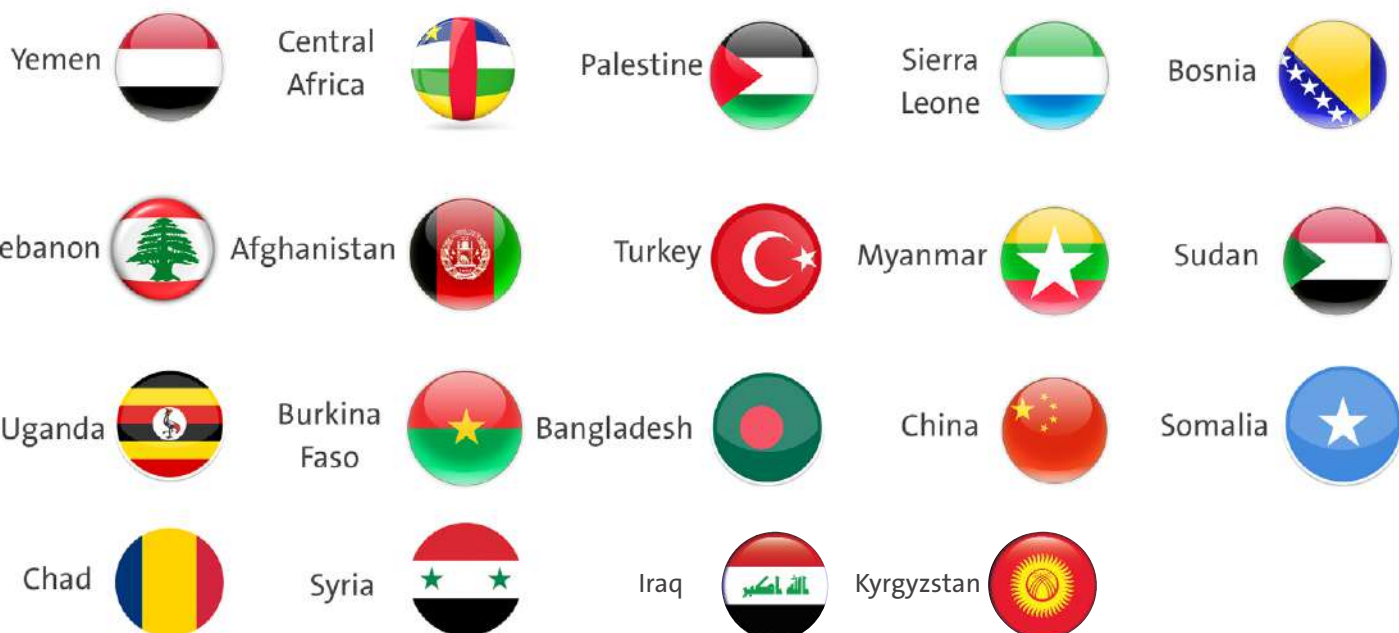 Yemen
Central
Africa
Palestine
Sierra
Leone
Bosnia
ebanon
Afghanistan
Turkey
Myanmar
Sudan
Uganda
Burkina
Faso
Bangladesh
China
Somalia
Chad
Syria
Iraq
Kyrgyzstan